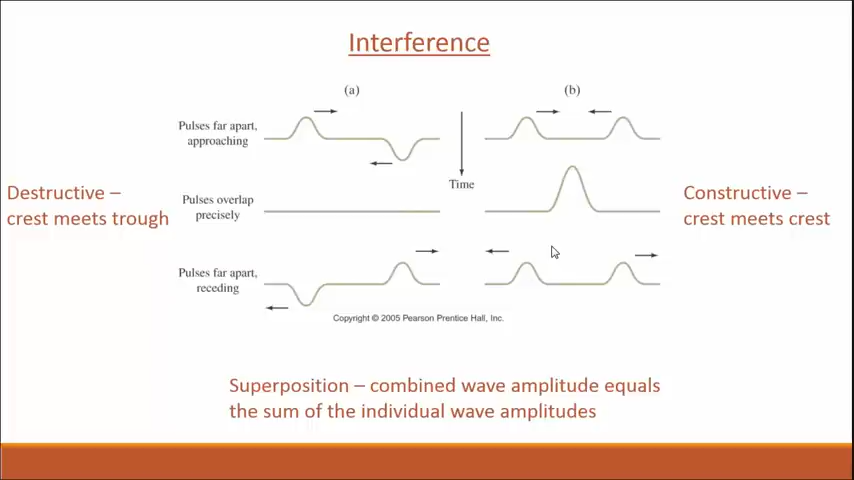 Interference
(a)
(b)
Pulses far apart,
approaching
Time
Destructive –
crest meets trough
Pulses overlap
precisely
Constructive –
crest meets crest
Pulses far apart,
receding
Copyright © 2005 Pearson Prentice Hall, Inc.
Superposition – combined wave amplitude equals
the sum of the individual wave amplitudes